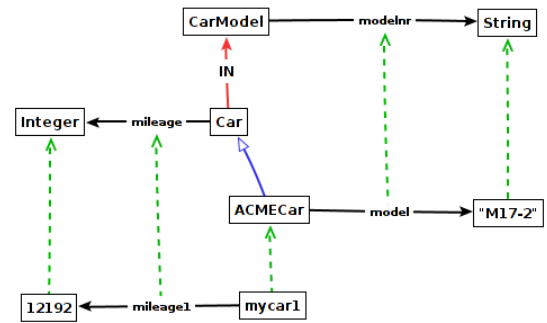 CarModel modelnr String
IN
Integer mileage Car
ACMECar model "M17-2"
12192 mileage1 mycar1